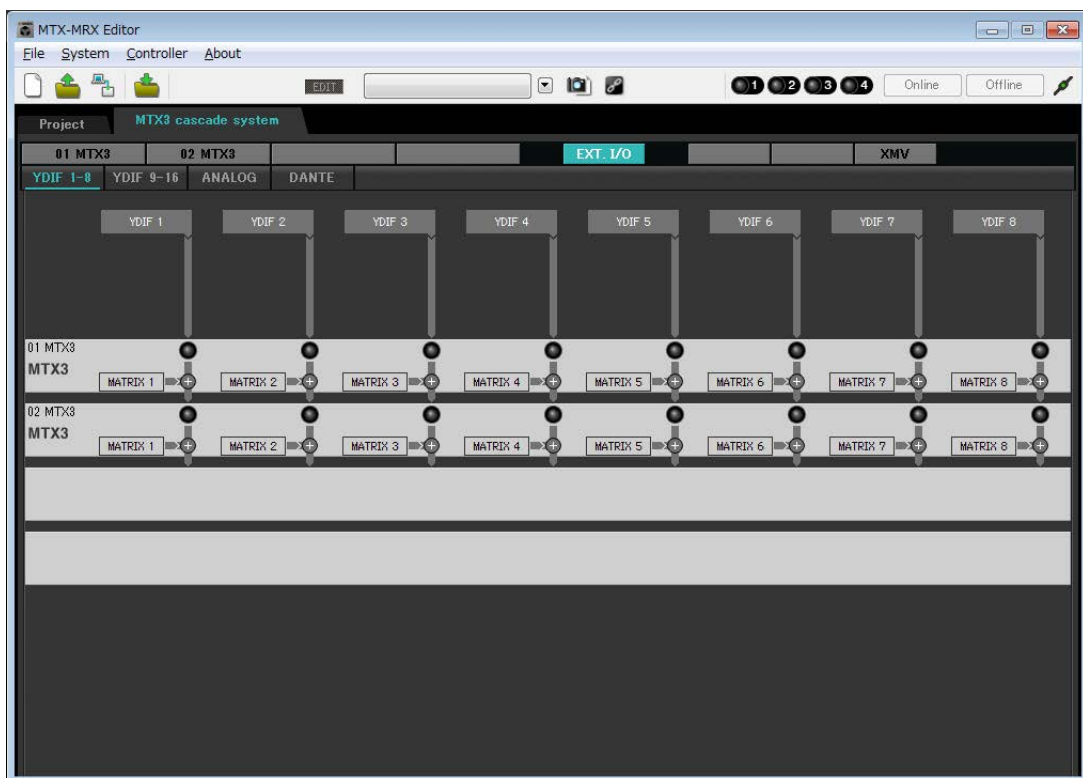 MTX-MRX Editor
File System Controller About
EDIT 1 2 3 4 Online Offline
Project MTX3 cascade system
01 MTX3 02 MTX3 EXT. I/O XMV
YDIF 1-8 YDIF 9-16 ANALOG DANTE
YDIF 1 YDIF 2 YDIF 3 YDIF 4 YDIF 5 YDIF 6 YDIF 7 YDIF 8
01 MTX3
MTX3
MATRIX 1 MATRIX 2 MATRIX 3 MATRIX 4 MATRIX 5 MATRIX 6 MATRIX 7 MATRIX 8
02 MTX3
MTX3
MATRIX 1 MATRIX 2 MATRIX 3 MATRIX 4 MATRIX 5 MATRIX 6 MATRIX 7 MATRIX 8